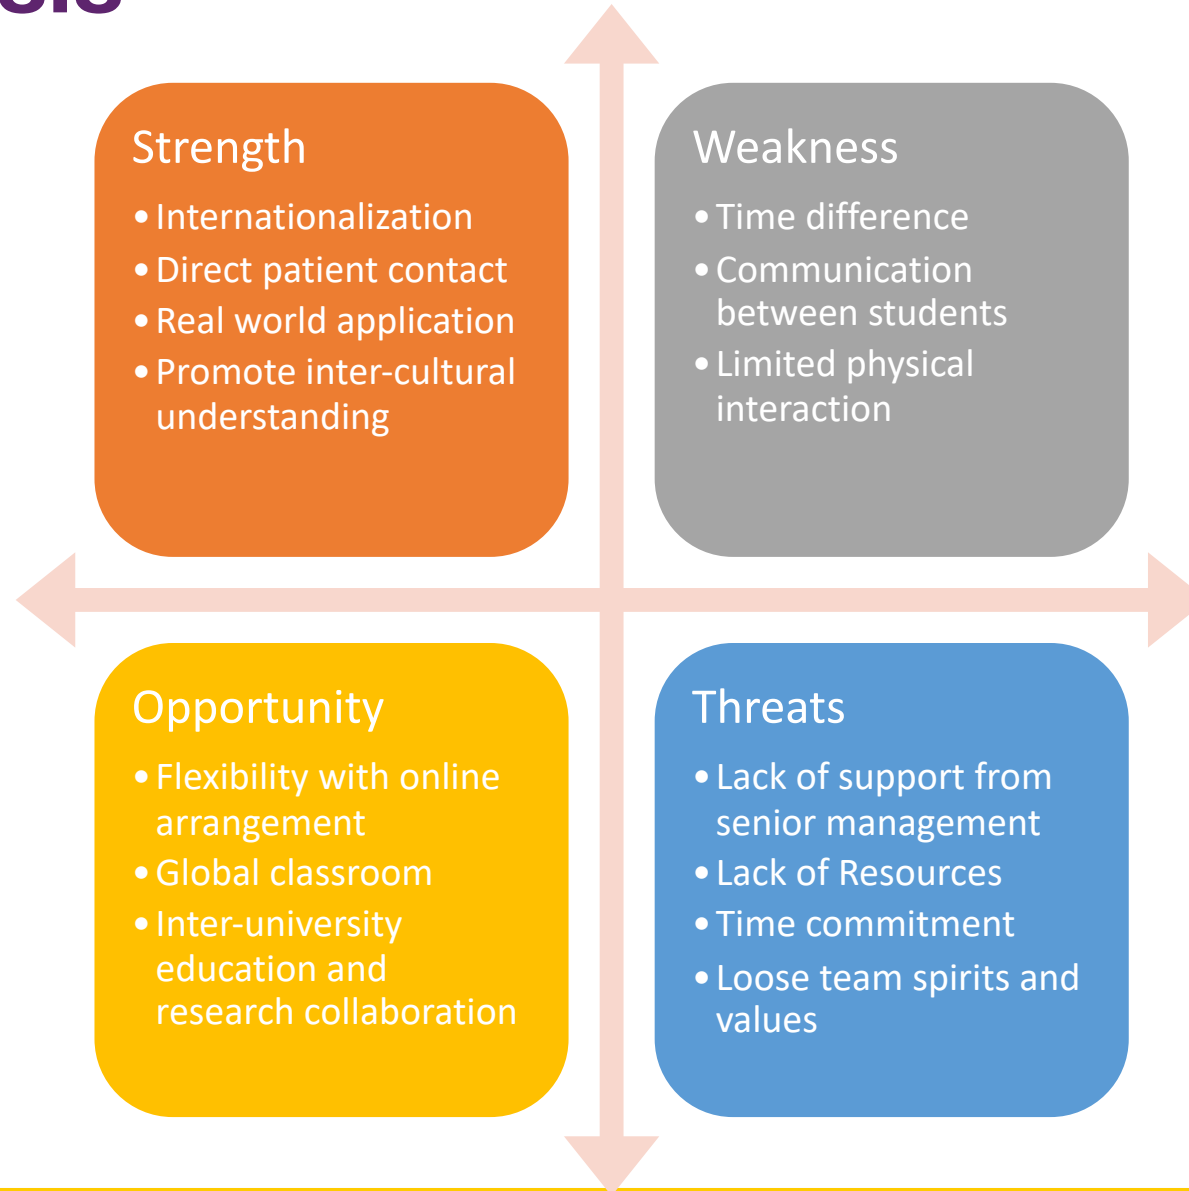 Strength
• Internationalization
• Direct patient contact
• Real world application
• Promote inter-cultural
understanding
Weakness
• Time difference
• Communication
between students
• Limited physical
interaction
Opportunity
• Flexibility with online
arrangement
• Global classroom
• Inter-university
education and
research collaboration
Threats
• Lack of support from
senior management
• Lack of Resources
• Time commitment
• Loose team spirits and
values